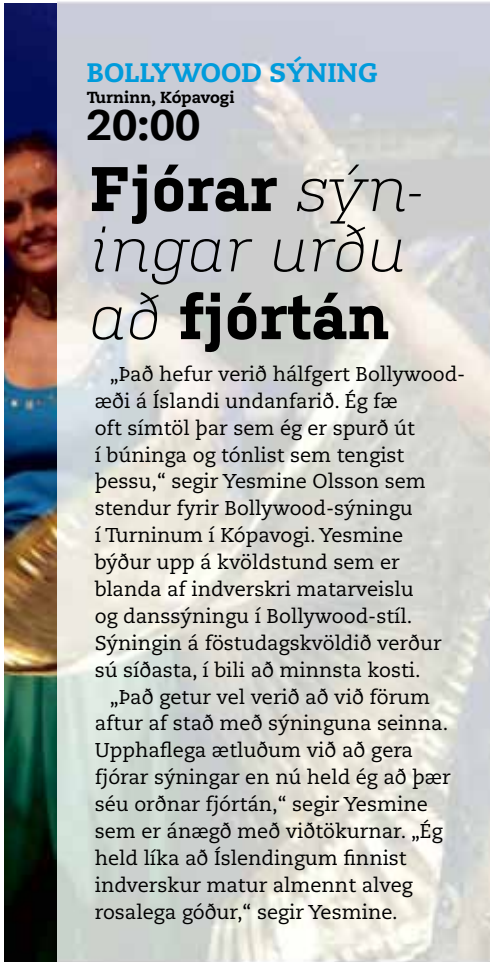 BOLLYWOOD SÝNING
Turninn, Kópavogi
20:00
Fjórar sýn-
ingar urðu
að fjórtán
„Það hefur verið hálfgert Bollywood-
æði á Íslandi undanfarið. Ég fæ
oft símtöl þar sem ég er spurð út
í búninga og tónlist sem tengist
þessu,“ segir Yesmine Olsson sem
stendur fyrir Bollywood-sýningu
í Turninum í Kópavogi. Yesmine
býður upp á kvöldstund sem er
blanda af indverskri matarveislu
og danssýningu í Bollywood-stíl.
Sýningin á föstudagskvöldið verður
sú síðasta, í bili að minnsta kosti.
„Það getur vel verið að við förum
aftur af stað með sýninguna seinna.
Upphaflega ætluðum við að gera
fjórar sýningar en nú held ég að þær
séu orðnar fjórtán,“ segir Yesmine
sem er ánægð með viðtökurnar. „Ég
held líka að Íslendingum finnist
indverskur matur almennt alveg
rosalega góður,“ segir Yesmine.